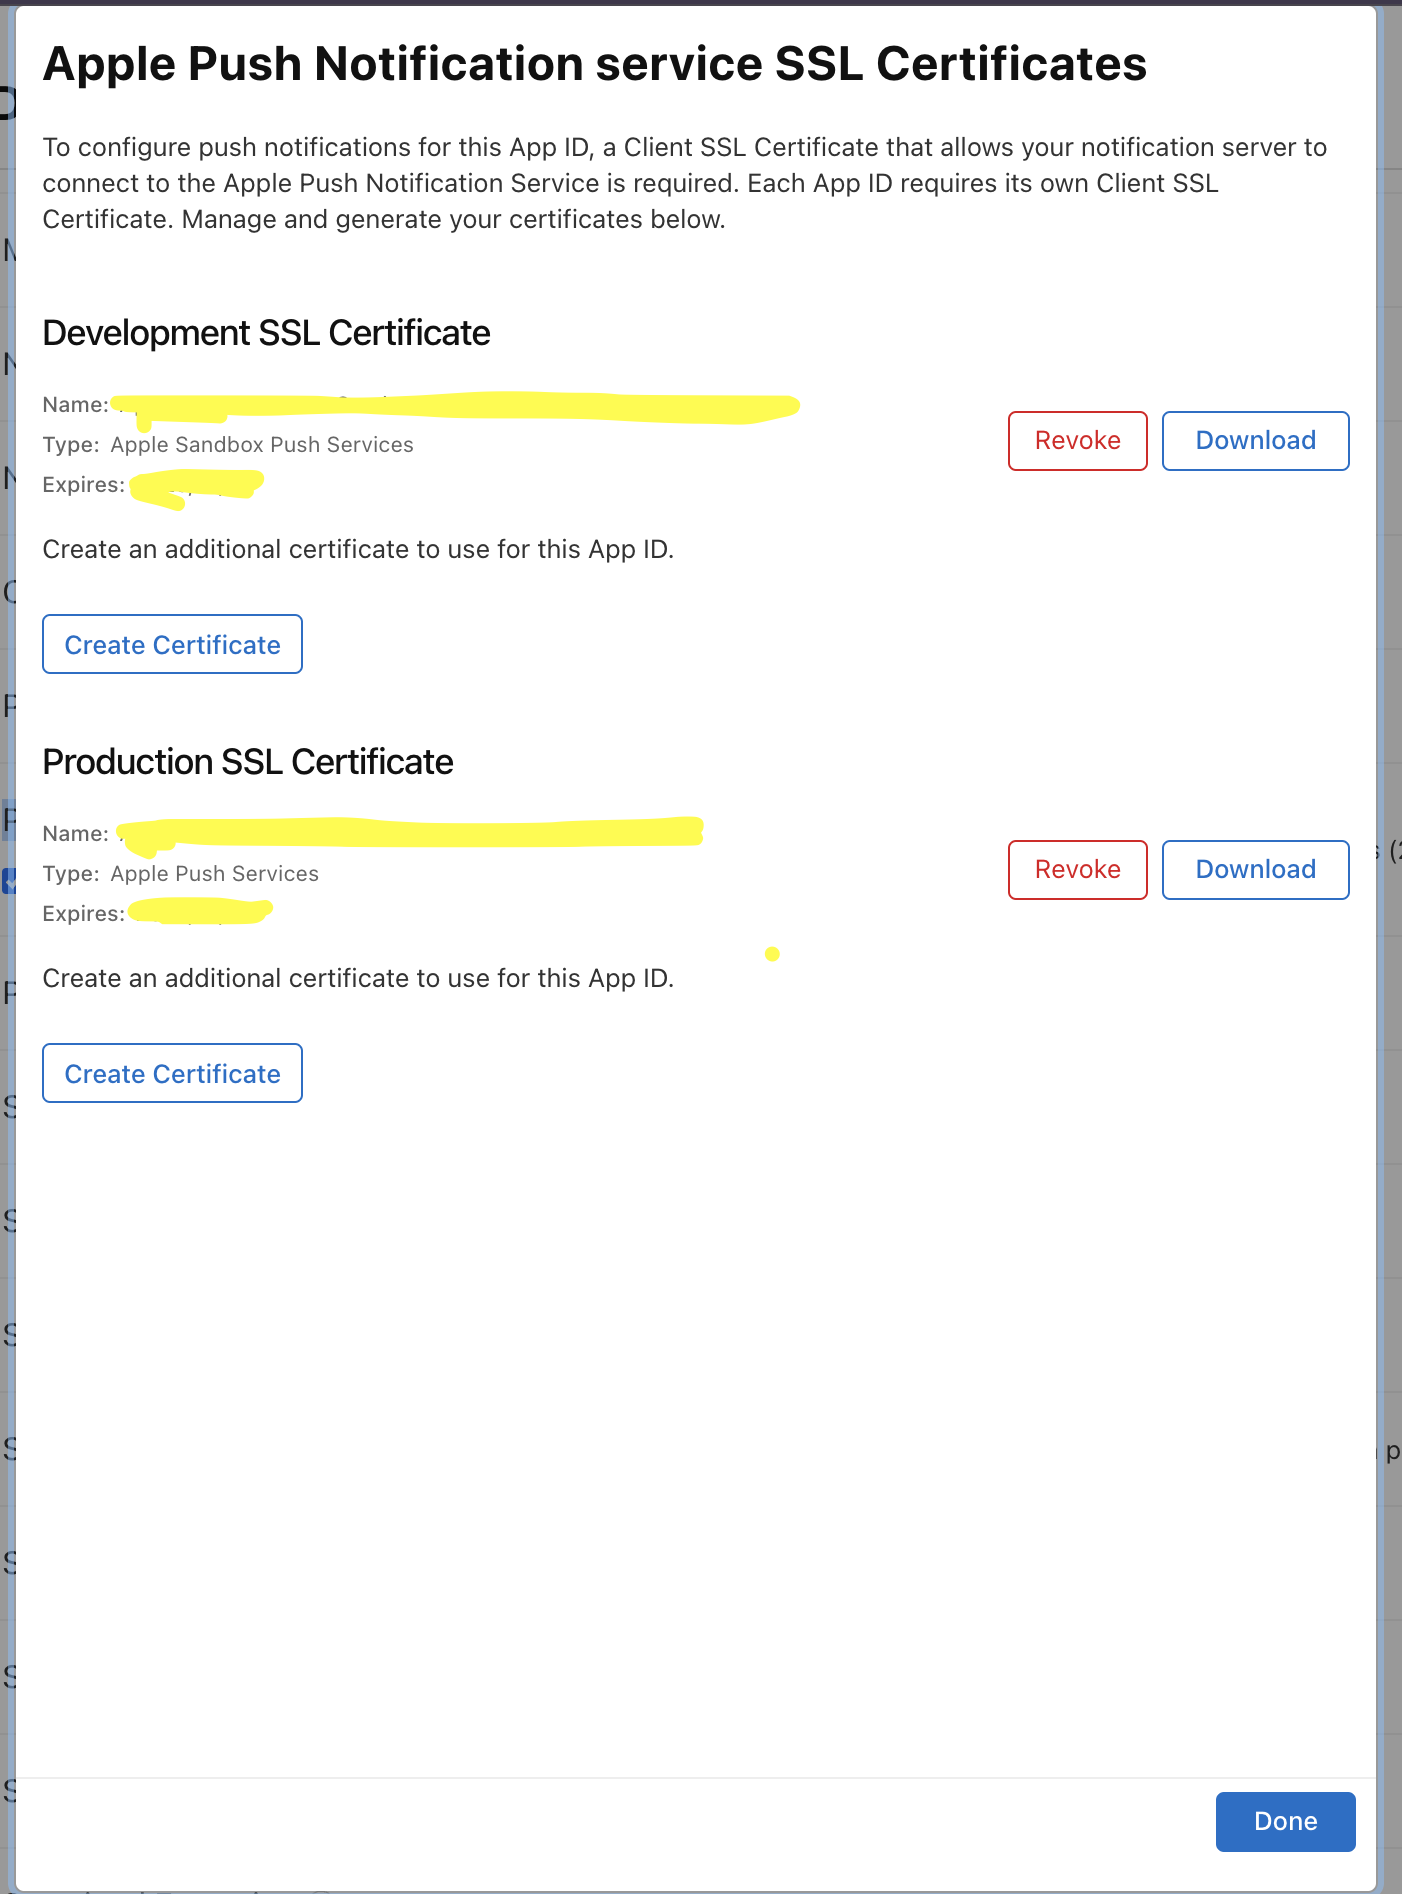 Apple Push Notification service SSL Certificates
To configure push notifications for this App ID, a Client SSL Certificate that allows your notification server to
connect to the Apple Push Notification Service is required. Each App ID requires its own Client SSL
Certificate. Manage and generate your certificates below.
Development SSL Certificate
Name:
Type: Apple Sandbox Push Services
Expires:
Revoke
Download
Create an additional certificate to use for this App ID.
Create Certificate
Production SSL Certificate
Name:
Type: Apple Push Services
Expires:
Revoke
Download
Create an additional certificate to use for this App ID.
Create Certificate
Done